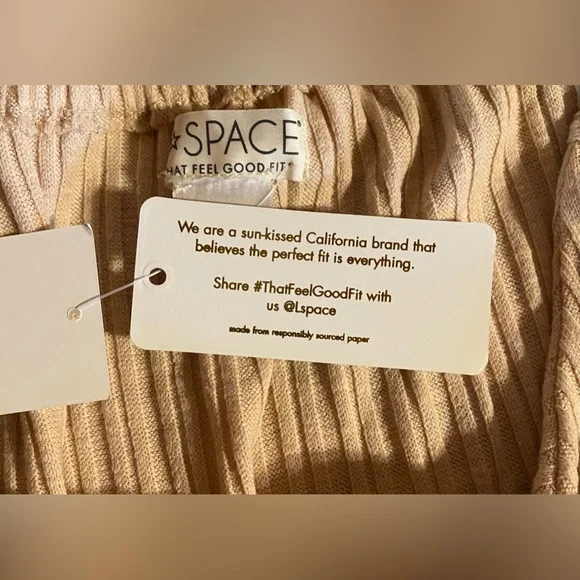 ★SPACE®
HAT FEEL GOOD FIT
We are a sun-kissed California brand that
believes the perfect fit is everything.
Share #ThatFeelGoodFit with
us @Lspace
made from responsibly sourced paper